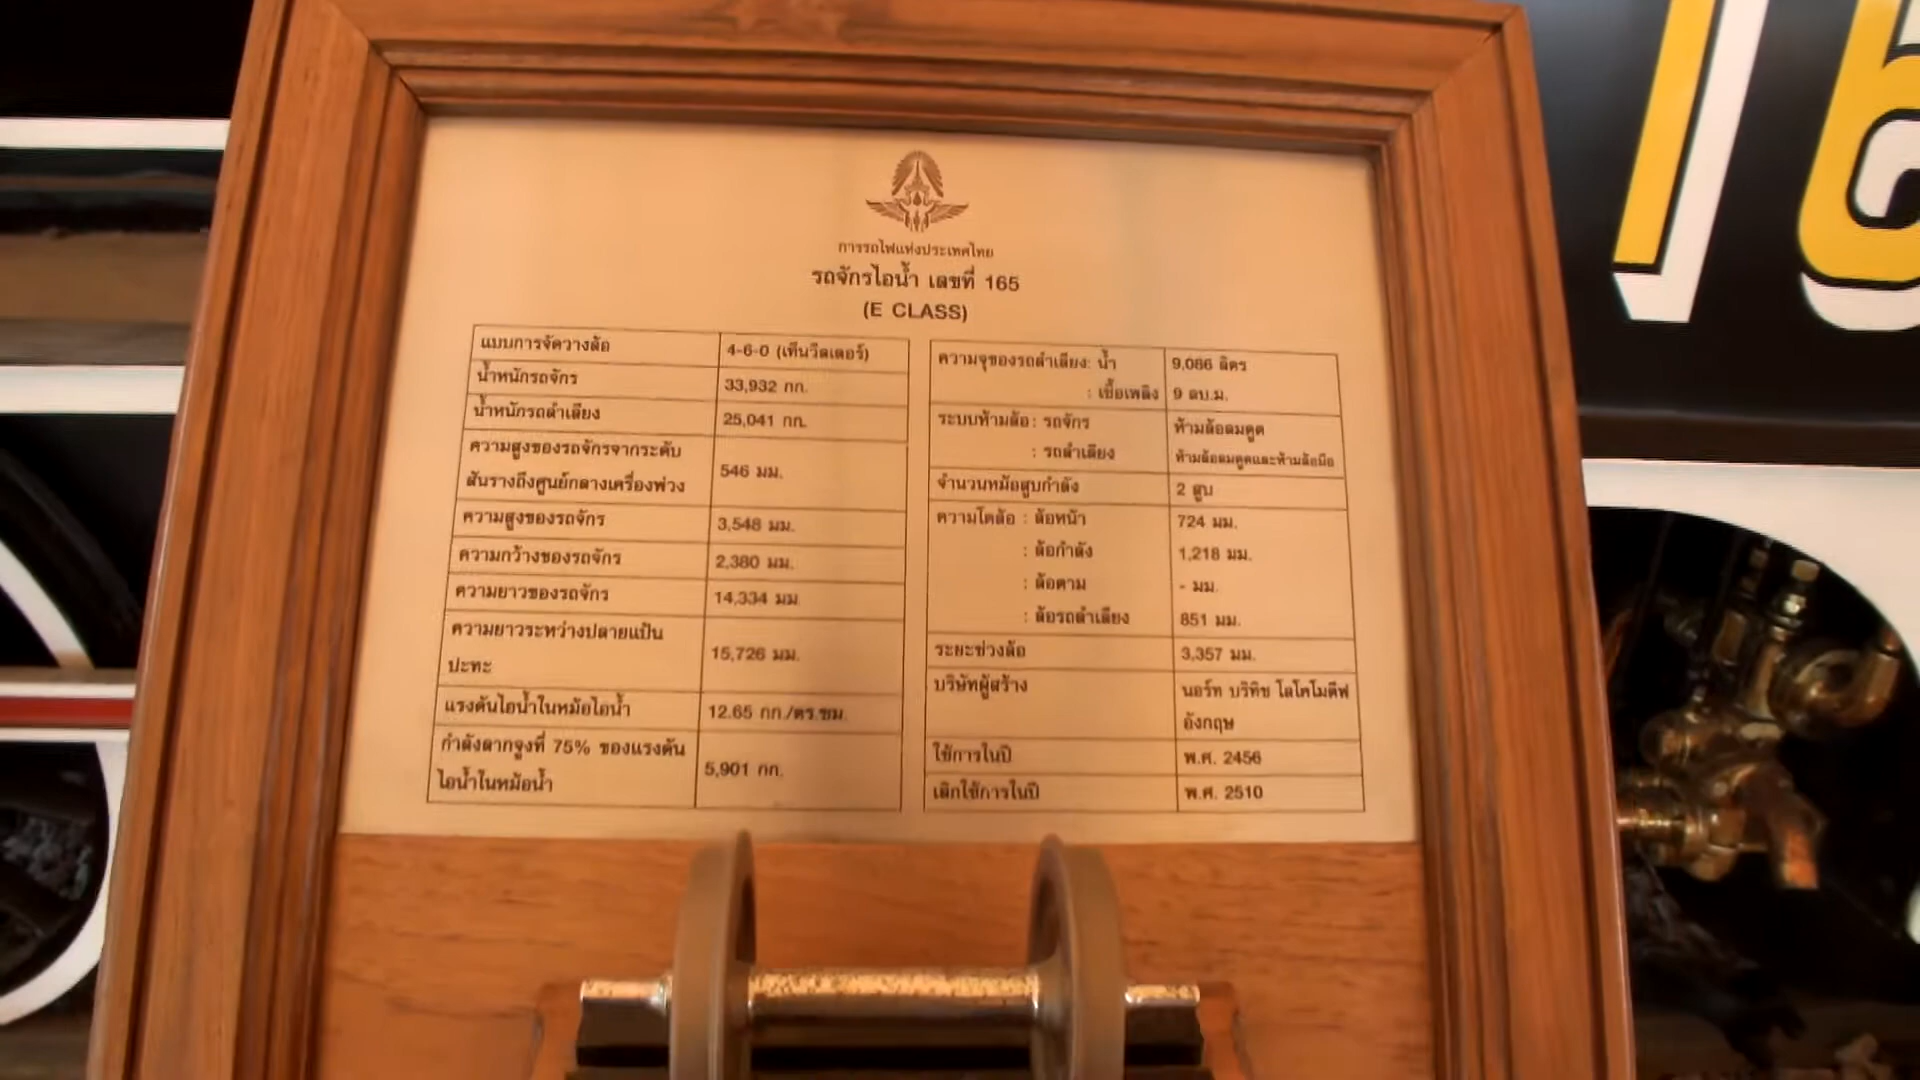 การรถไฟแห่งประเทศไทย
รถจักรไอน้ำ เลขที่ 165
(E CLASS)
แบบการจัดวางล้อ 4-6-0 (เท็นวีลเตอร์)
น้ำหนักรถจักร 33,932 กก.
น้ำหนักรถลำเลียง 25,041 กก.
ความสูงของรถจักรจากระดับ
สันรางถึงศูนย์กลางเครื่องพ่วง 546 มม.
ความสูงของรถจักร 3,548 มม.
ความกว้างของรถจักร 2,380 มม.
ความยาวของรถจักร 14,334 มม
ความยาวระหว่างปลายแป้น
ปะทะ 15,726 มม.
แรงดันไอน้ำในหม้อไอน้ำ 12.65 กก./ตร.ซม.
กำลังลากจูงที่ 75% ของแรงดัน
ไอน้ำในหม้อน้ำ 5,901 กก.
ความจุของรถลำเลียง: น้ำ 9,086 ลิตร
: เชื้อเพลิง 9 ลบ.ม.
ระบบห้ามล้อ : รถจักร ห้ามล้อลมดูด
: รถลำเลียง ห้ามล้อลมดูดและห้ามล้อมือ
จำนวนหม้อสูบกำลัง 2 สูบ
ความโตล้อ : ล้อหน้า 724 มม.
: ล้อกำลัง 1,218 มม.
: ล้อตาม - มม.
: ล้อรถลำเลียง 851 มม.
ระยะช่วงล้อ 3,357 มม.
บริษัทผู้สร้าง นอร์ท บริทิช โลโคโมตีฟ
อังกฤษ
ใช้การในปี พ.ศ. 2456
เลิกใช้การในปี พ.ศ. 2510